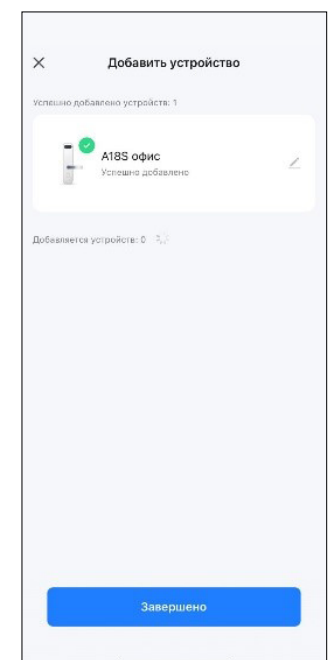 Добавить устройство
Успешно добавлено устройств: 1
A18S офис
Успешно добавлено
Добавляется устройств: 0
Завершено